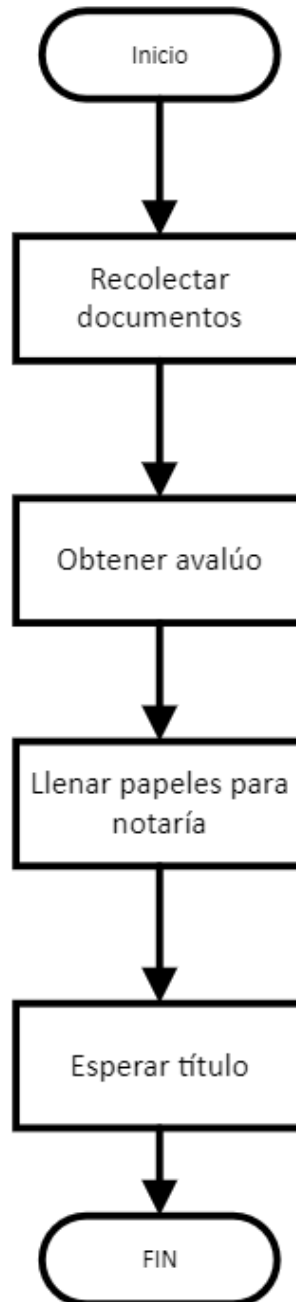 Inicio
Recolectar
documentos
Obtener avalúo
Llenar papeles para
notaría
Esperar título
FIN